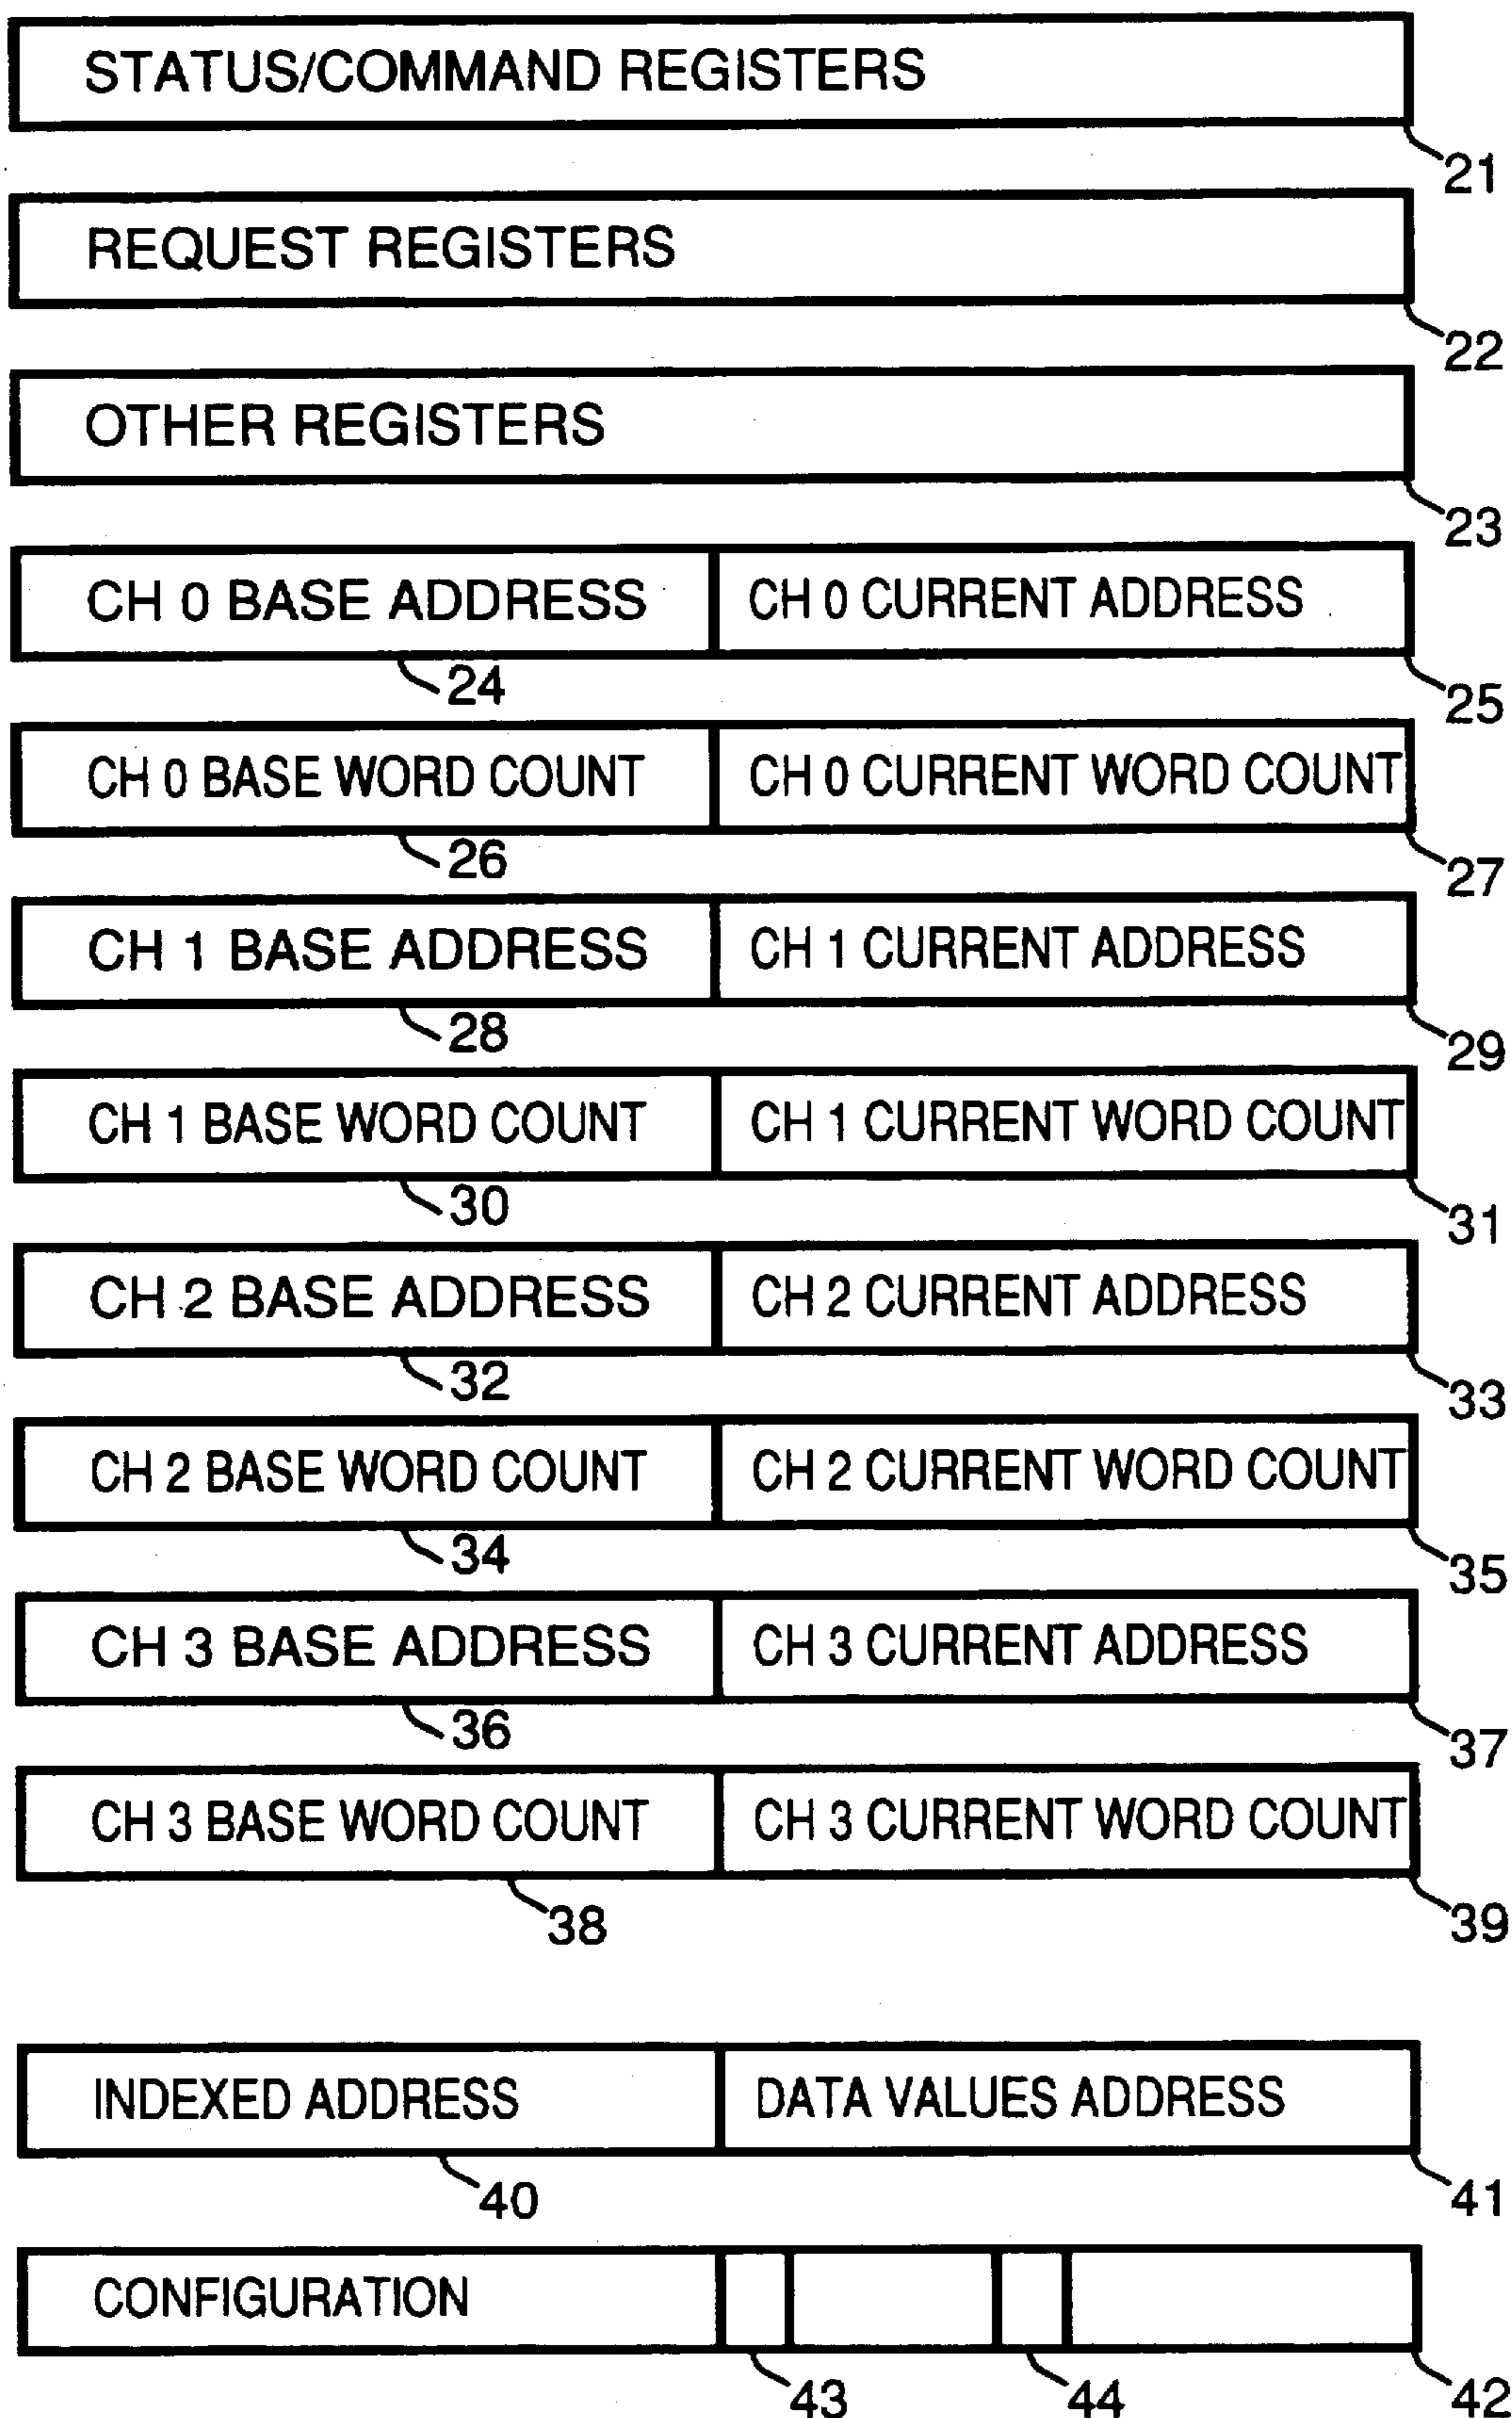 STATUS/COMMAND REGISTERS
21
REQUEST REGISTERS
22
OTHER REGISTERS
23
CH 0 BASE ADDRESS CH 0 CURRENT ADDRESS
24 25
CH 0 BASE WORD COUNT CH 0 CURRENT WORD COUNT
26 27
CH 1 BASE ADDRESS CH 1 CURRENT ADDRESS
28 29
CH 1 BASE WORD COUNT CH 1 CURRENT WORD COUNT
30 31
CH 2 BASE ADDRESS CH 2 CURRENT ADDRESS
32 33
CH 2 BASE WORD COUNT CH 2 CURRENT WORD COUNT
34 35
CH 3 BASE ADDRESS CH 3 CURRENT ADDRESS
36 37
CH 3 BASE WORD COUNT CH 3 CURRENT WORD COUNT
38 39
INDEXED ADDRESS DATA VALUES ADDRESS
40 41
CONFIGURATION
43 44 42